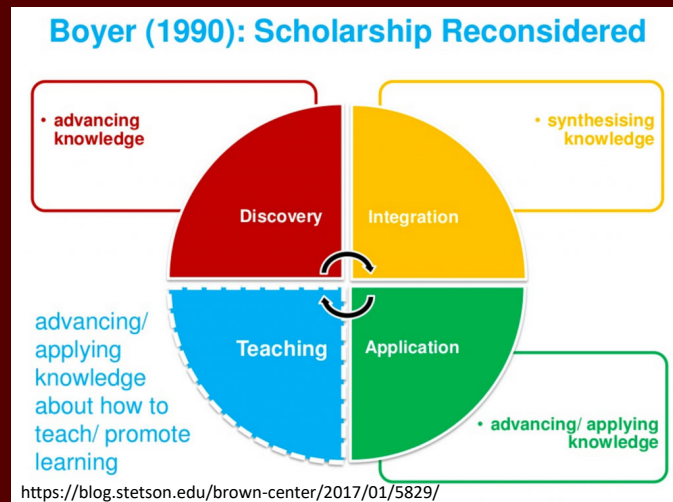 Boyer (1990): Scholarship Reconsidered
• advancing
knowledge
• synthesising
knowledge
Discovery
Integration
Teaching
Application
advancing/
applying
knowledge
about how to
teach/ promote
learning
• advancing/ applying
knowledge
https://blog.stetson.edu/brown-center/2017/01/5829/